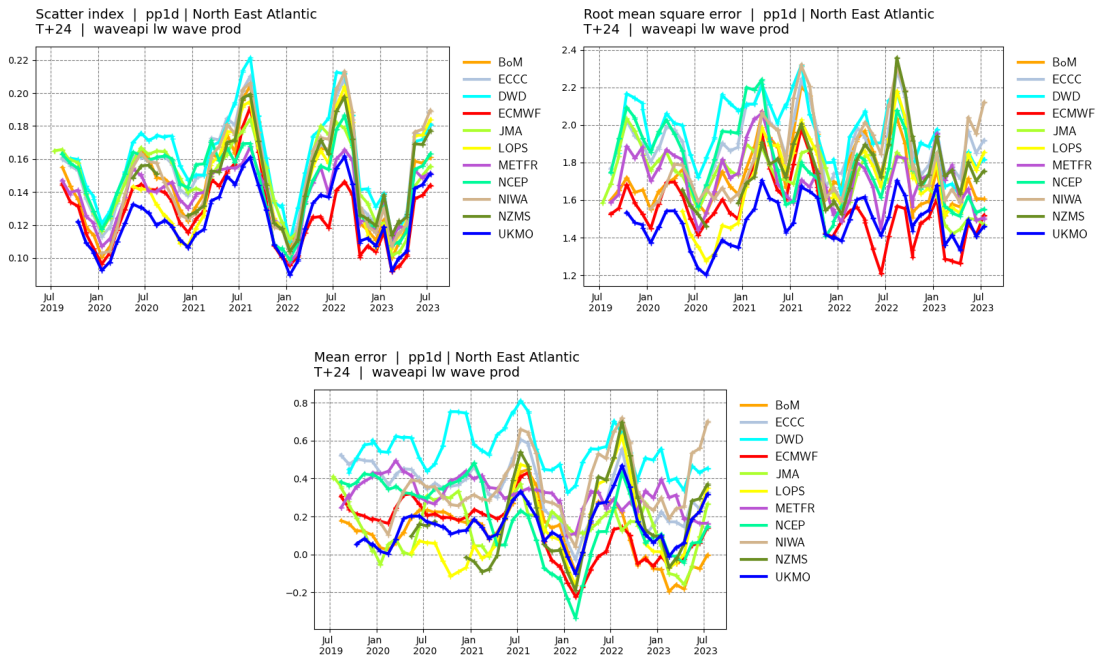 Scatter index | pp1d | North East Atlantic
T+24 | waveapi lw wave prod
0.22
0.20
0.18
0.16
0.14
0.12
0.10
Jul 2019
Jan 2020
Jul 2020
Jan 2021
Jul 2021
Jan 2022
Jul 2022
Jan 2023
Jul 2023
BoM
ECCC
DWD
ECMWF
JMA
LOPS
METFR
NCEP
NIWA
NZMS
UKMO
Root mean square error | pp1d | North East Atlantic
T+24 | waveapi lw wave prod
2.4
2.2
2.0
1.8
1.6
1.4
1.2
Jul 2019
Jan 2020
Jul 2020
Jan 2021
Jul 2021
Jan 2022
Jul 2022
Jan 2023
Jul 2023
BoM
ECCC
DWD
ECMWF
JMA
LOPS
METFR
NCEP
NIWA
NZMS
UKMO
Mean error | pp1d | North East Atlantic
T+24 | waveapi lw wave prod
0.8
0.6
0.4
0.2
0.0
−0.2
Jul 2019
Jan 2020
Jul 2020
Jan 2021
Jul 2021
Jan 2022
Jul 2022
Jan 2023
Jul 2023
BoM
ECCC
DWD
ECMWF
JMA
LOPS
METFR
NCEP
NIWA
NZMS
UKMO